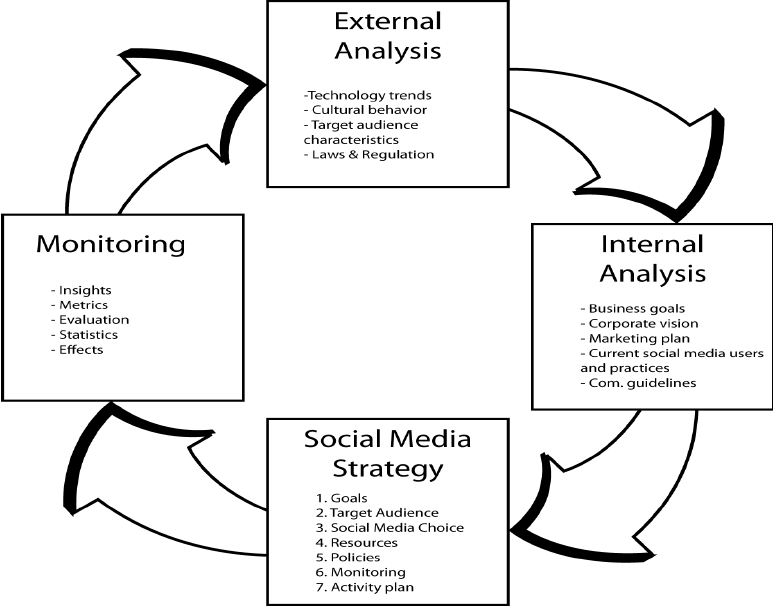 External
Analysis
-Technology trends
- Cultural behavior
- Target audience
characteristics
- Laws & Regulation
Internal
Analysis
- Business goals
- Corporate vision
- Marketing plan
- Current social media users
and practices
- Com. guidelines
Social Media
Strategy
1. Goals
2. Target Audience
3. Social Media Choice
4. Resources
5. Policies
6. Monitoring
7. Activity plan
Monitoring
- Insights
- Metrics
- Evaluation
- Statistics
- Effects